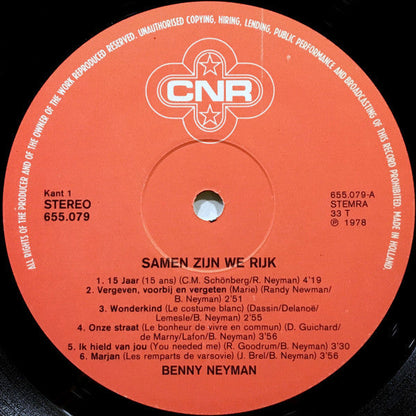 ALL RIGHTS OF THE PRODUCER AND OF THE OWNER OF THE WORK REPRODUCED RESERVED. UNAUTHORISED COPYING, HIRING, LENDING, PUBLIC PERFORMANCE AND BROADCASTING OF THIS RECORD PROHIBITED. MADE IN HOLLAND
CNR
Kant 1
STEREO
655.079
655.079-A
STEMRA
33 T
℗ 1978
SAMEN ZIJN WE RIJK
1. 15 Jaar (15 ans) (C.M. Schönberg/R. Neyman) 4'19
2. Vergeven, voorbij en vergeten (Marie) (Randy Newman/
B. Neyman) 2'51
3. Wonderkind (Le costume blanc) (Dassin/Delanoë/
Lemesle/B. Neyman) 2'51
4. Onze straat (Le bonheur de vivre en commun) (D. Guichard/
de Marny/Lafon/B. Neyman) 3'56
5. Ik hield van jou (You needed me) (R. Goodrum/B. Neyman) 3'30
6. Marjan (Les remparts de varsovie) (J. Brel/B. Neyman) 3'56
BENNY NEYMAN